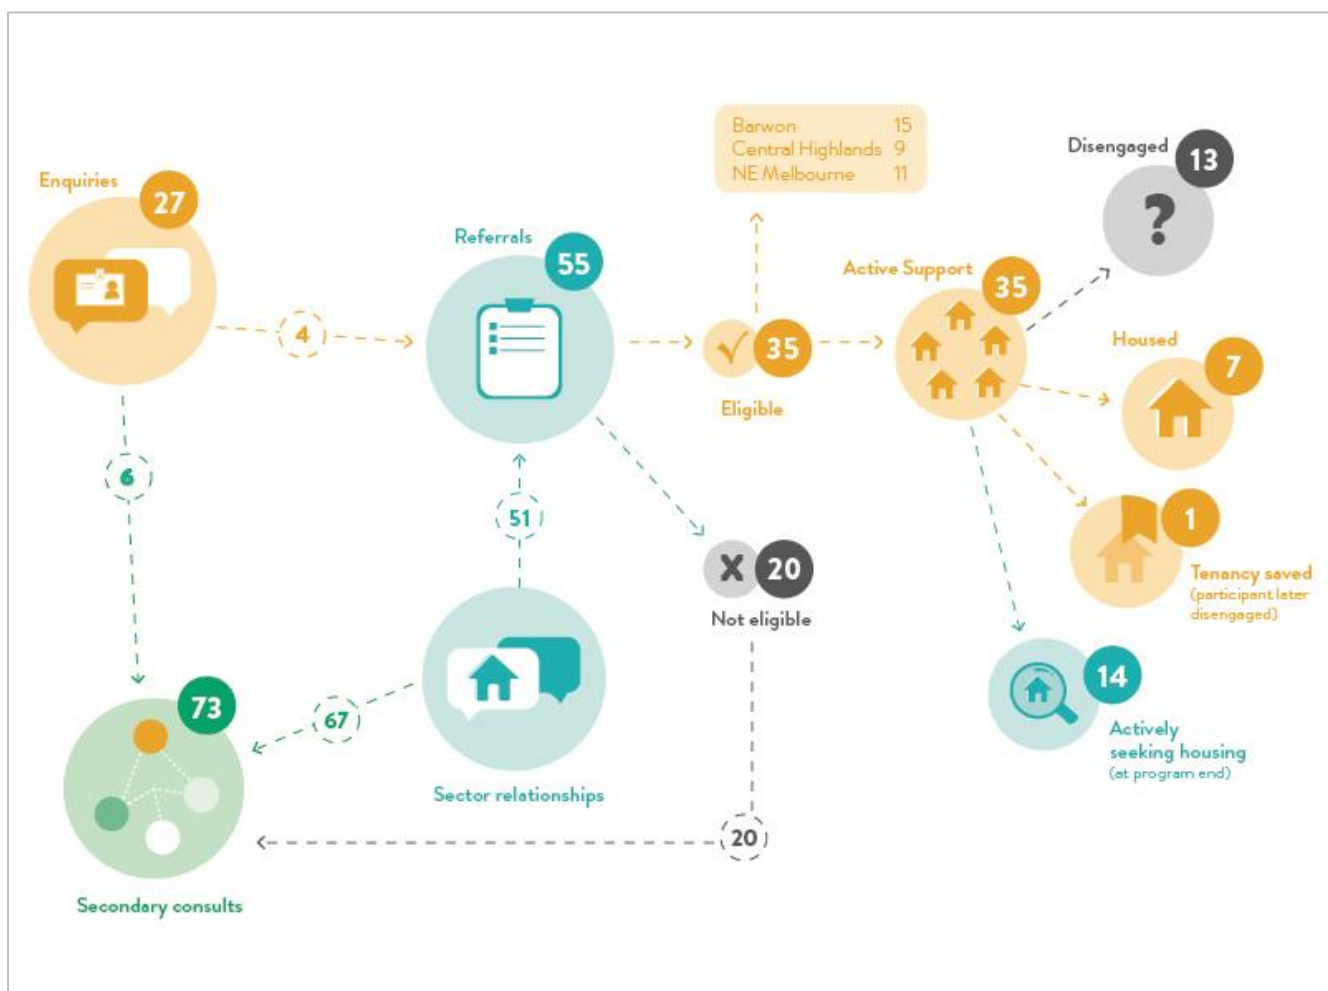 Enquiries
27
4
6
Referrals
55
51
Barwon 15
Central Highlands 9
NE Melbourne 11
35
Eligible
Active Support
35
Disengaged
13
?
Housed
7
1
Tenancy saved
(participant later
disengaged)
14
Actively
seeking housing
(at program end)
X 20
Not eligible
Sector relationships
67
73
Secondary consults
20